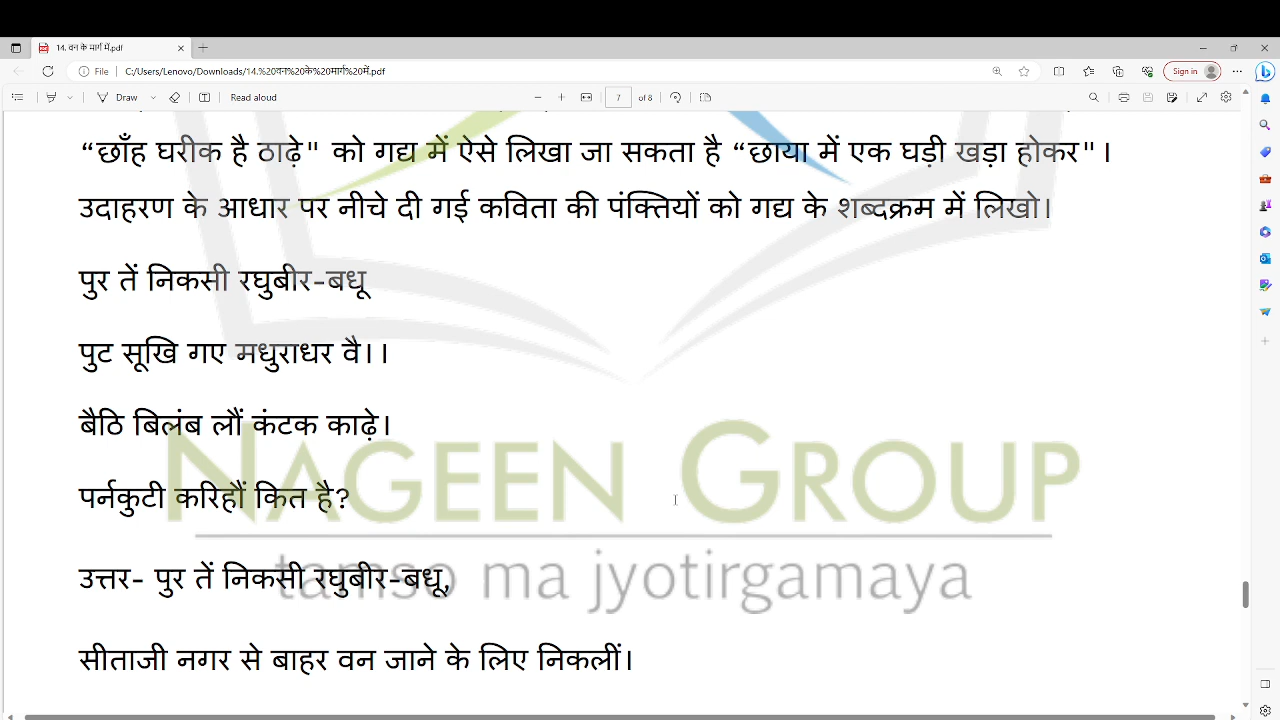 14. वन के मार्ग में.pdf
File C:/Users/Lenovo/Downloads/14.%20वन%20के%20मार्ग%20में.pdf Sign in
Draw Read aloud 7 of 8
“छाँह घरीक है ठाढ़े" को गद्य में ऐसे लिखा जा सकता है “छाया में एक घड़ी खड़ा होकर"।
उदाहरण के आधार पर नीचे दी गई कविता की पंक्तियों को गद्य के शब्दक्रम में लिखो।
पुर तें निकसी रघुबीर-बधू
पुट सूखि गए मधुराधर वै।।
बैठि बिलंब लौं कंटक काढ़े।
पर्नकुटी करिहौं कित है?
NAGEEN GROUP
उत्तर- पुर तें निकसी रघुबीर-बधू,
tamso ma jyotirgamaya
सीताजी नगर से बाहर वन जाने के लिए निकलीं।